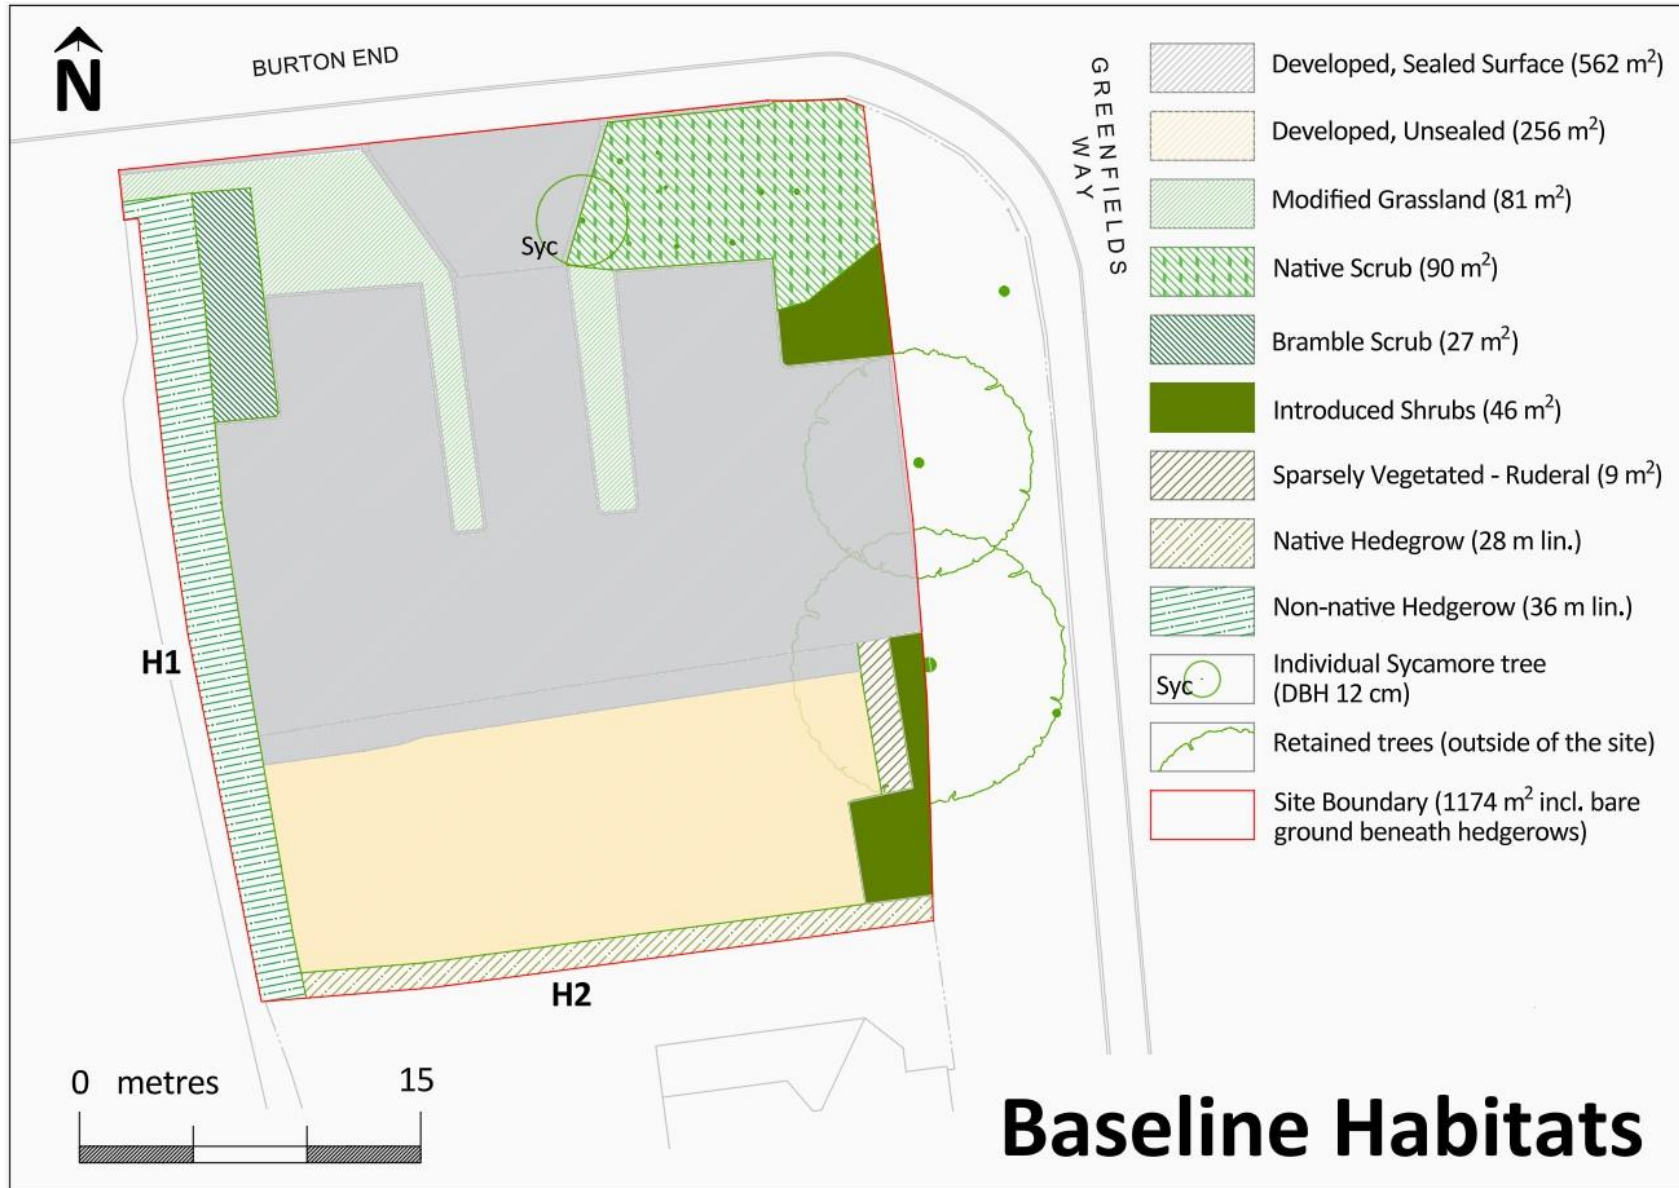 N
BURTON END
GREENFIELDS
WAY
Syc
H1
H2
0 metres 15
Developed, Sealed Surface (562 m²)
Developed, Unsealed (256 m²)
Modified Grassland (81 m²)
Native Scrub (90 m²)
Bramble Scrub (27 m²)
Introduced Shrubs (46 m²)
Sparsely Vegetated - Ruderal (9 m²)
Native Hedegrow (28 m lin.)
Non-native Hedgerow (36 m lin.)
Syc
Individual Sycamore tree
(DBH 12 cm)
Retained trees (outside of the site)
Site Boundary (1174 m² incl. bare
ground beneath hedgerows)
Baseline Habitats